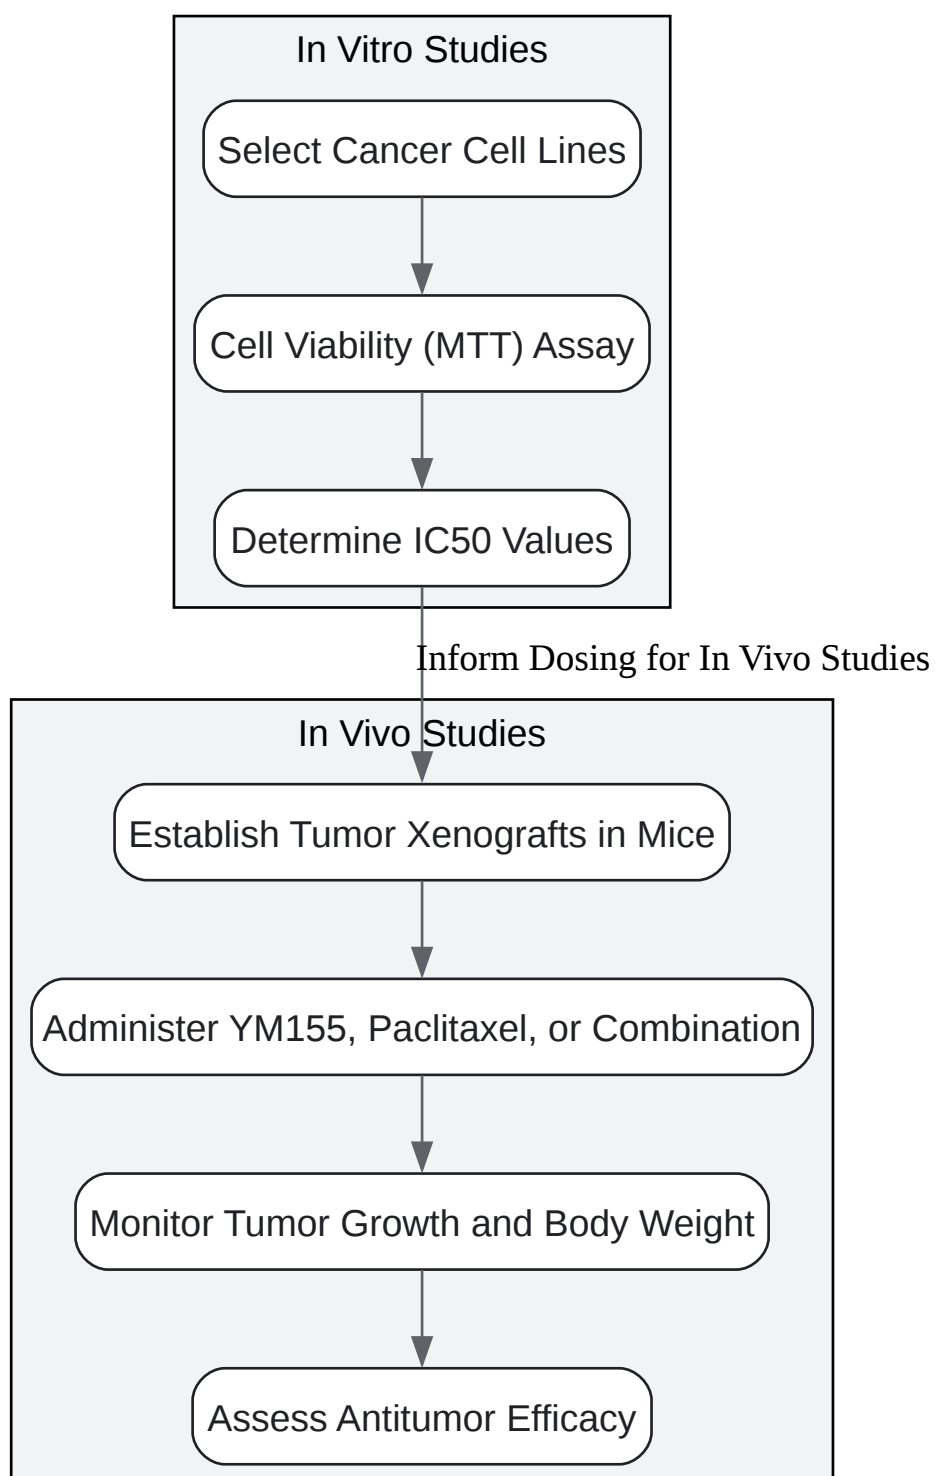 In Vitro Studies
Select Cancer Cell Lines
Cell Viability (MTT) Assay
Determine IC50 Values
Inform Dosing for In Vivo Studies
In Vivo Studies
Establish Tumor Xenografts in Mice
Administer YM155, Paclitaxel, or Combination
Monitor Tumor Growth and Body Weight
Assess Antitumor Efficacy